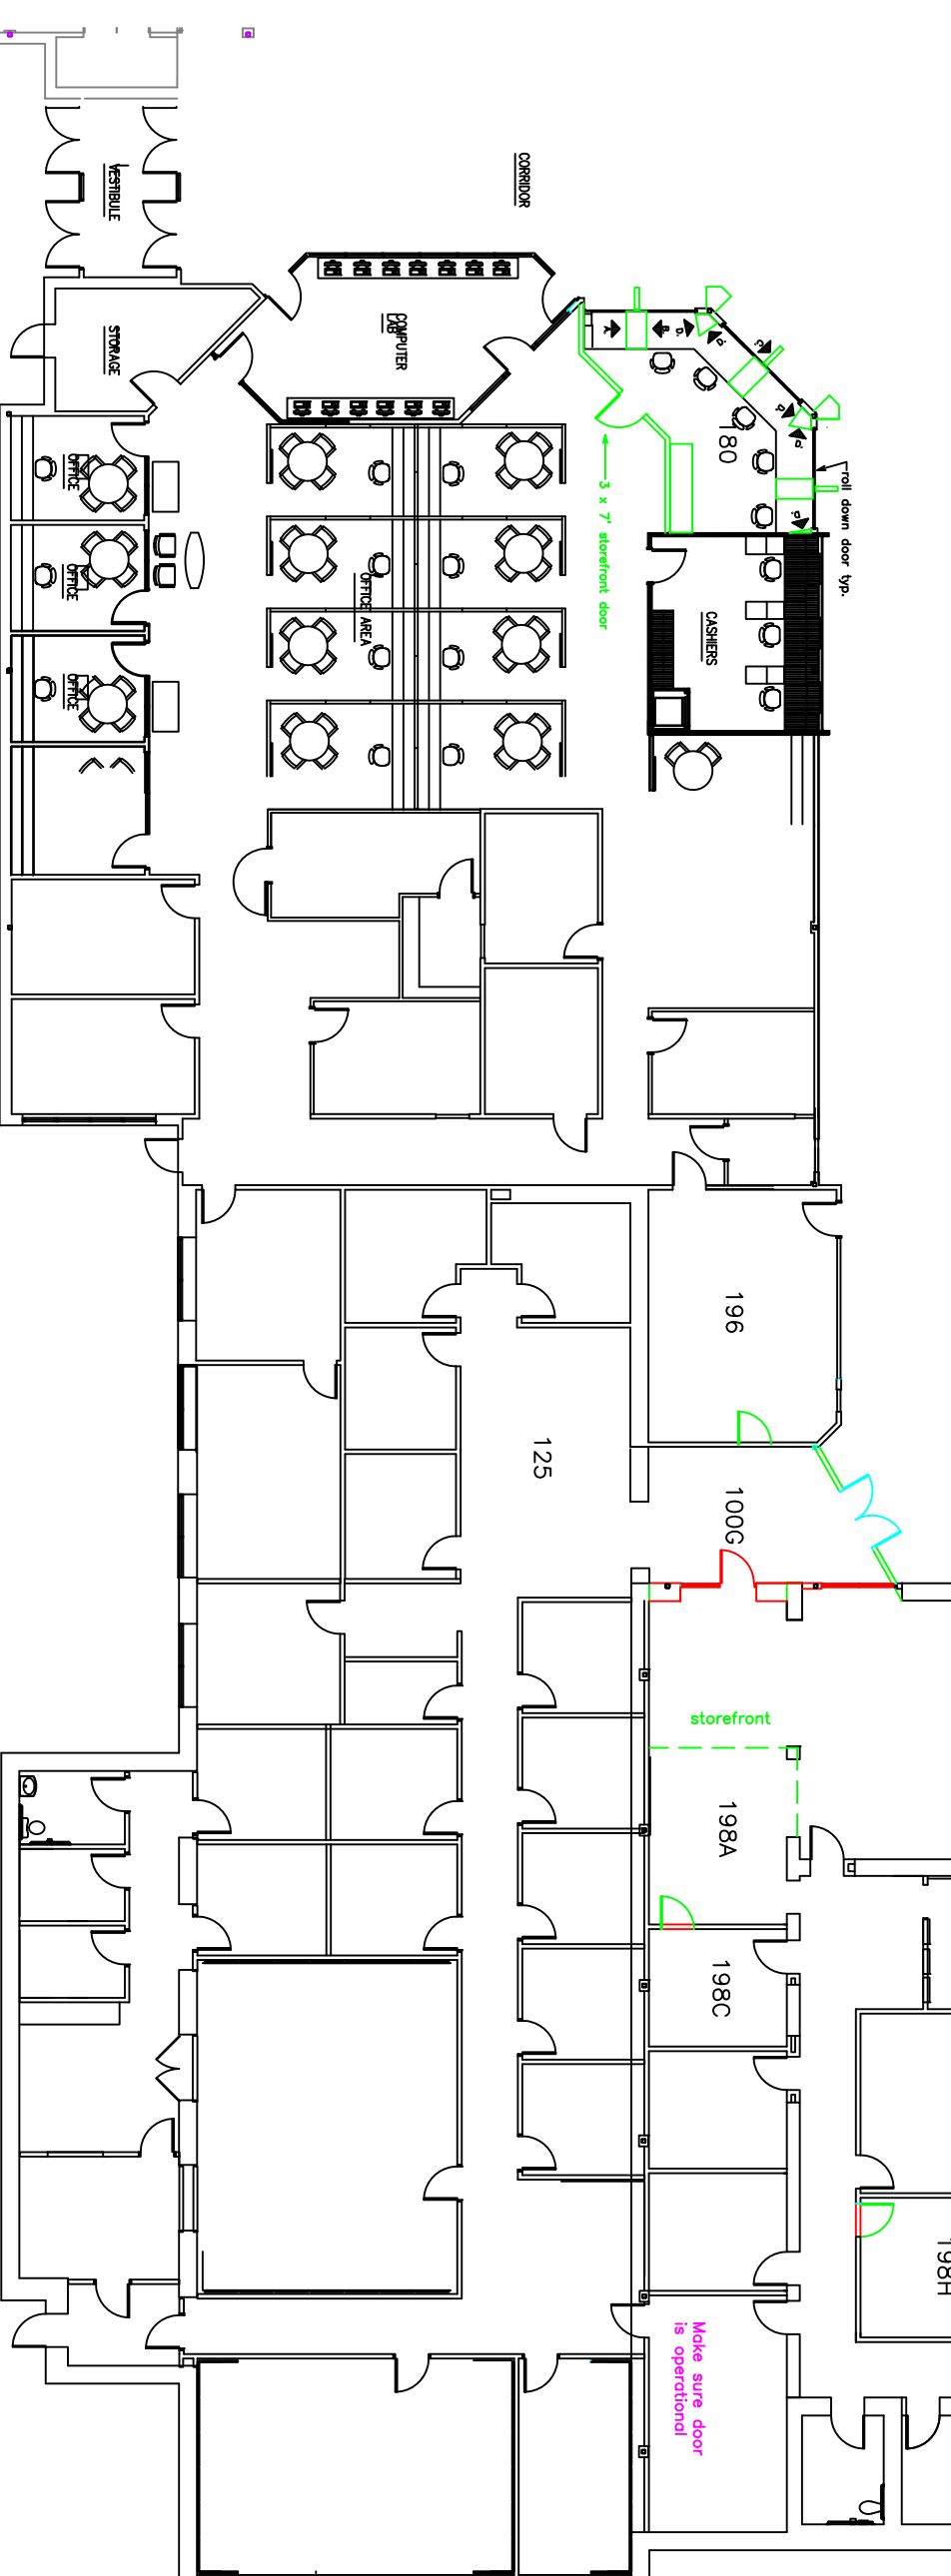 CORRIDOR
VESTIBULE
STORAGE
COMPUTER
LAB
A.
B.
D.
D.
D.
D.
D.
D.
180
roll down door typ.
3 x 7' storefront door
OFFICE
OFFICE
OFFICE
OFFICE AREA
CASHIERS
196
125
100G
storefront
198A
198C
198H
Make sure door
is operational